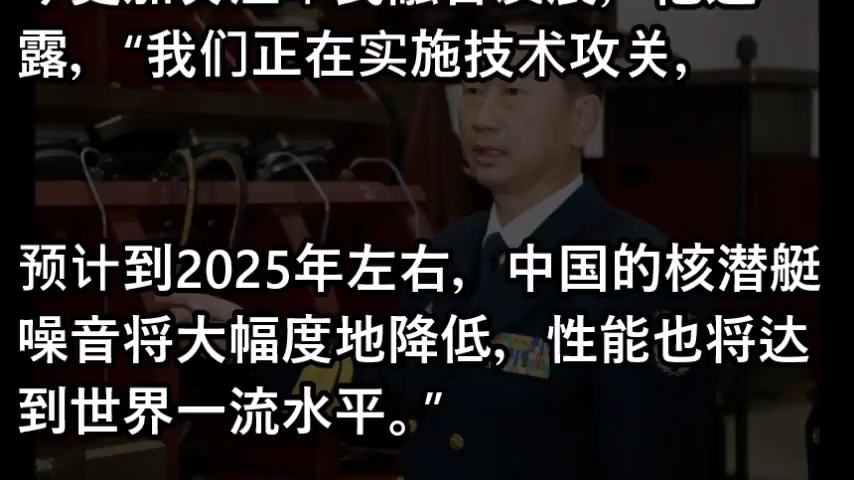 露，“我们正在实施技术攻关，
预计到2025年左右，中国的核潜艇
噪音将大幅度地降低，性能也将达
到世界一流水平。”